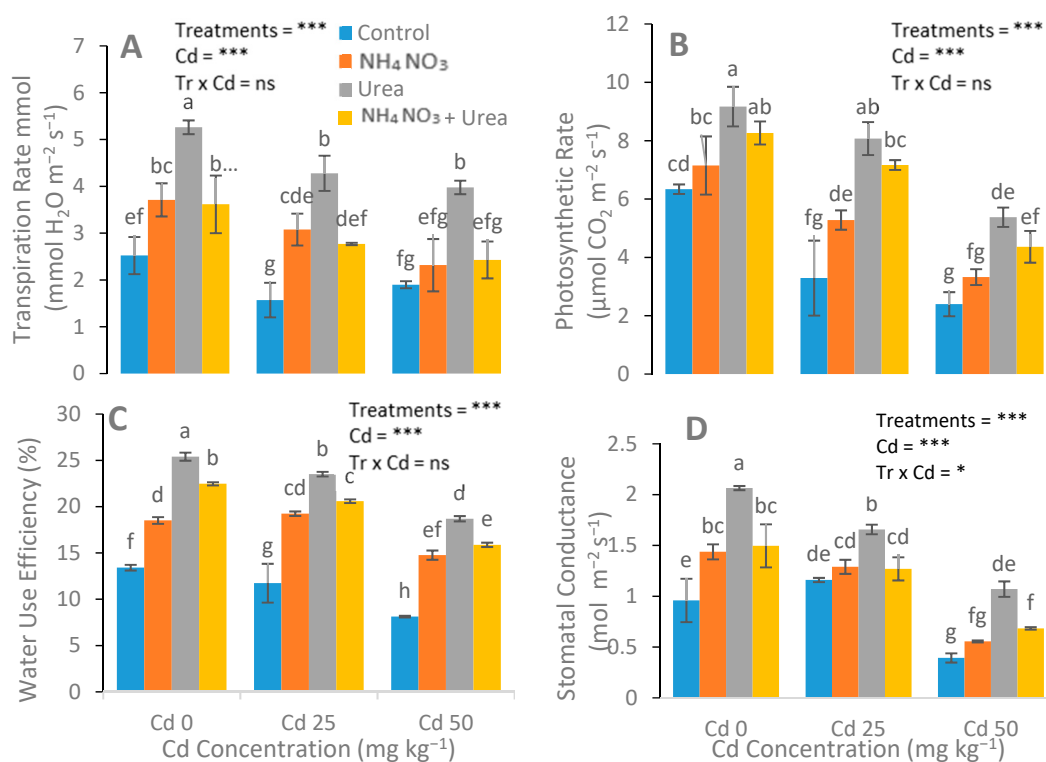 A
Treatments = ***
Cd = ***
Tr x Cd = ns
Control
NH₄NO₃
Urea
NH₄NO₃ + Urea
Transpiration Rate mmol
(mmol H₂O m⁻² s⁻¹)
7
6
5
4
3
2
1
0
ef
bc
a
b...
g
cde
b
def
fg
efg
b
efg
B
Treatments = ***
Cd = ***
Tr x Cd = ns
Photosynthetic Rate
(µmol CO₂ m⁻² s⁻¹)
12
10
8
6
4
2
0
cd
bc
a
ab
fg
de
ab
bc
g
fg
de
ef
C
Treatments = ***
Cd = ***
Tr x Cd = ns
Water Use Efficiency (%)
30
25
20
15
10
5
0
f
d
a
b
g
cd
b
c
h
ef
d
e
Cd 0
Cd 25
Cd 50
Cd Concentration (mg kg⁻¹)
D
Treatments = ***
Cd = ***
Tr x Cd = *
Stomatal Conductance
(mol m⁻² s⁻¹)
2.5
2
1.5
1
0.5
0
e
bc
a
bc
de
cd
b
cd
g
fg
de
f
Cd 0
Cd 25
Cd 50
Cd Concentration (mg kg⁻¹)